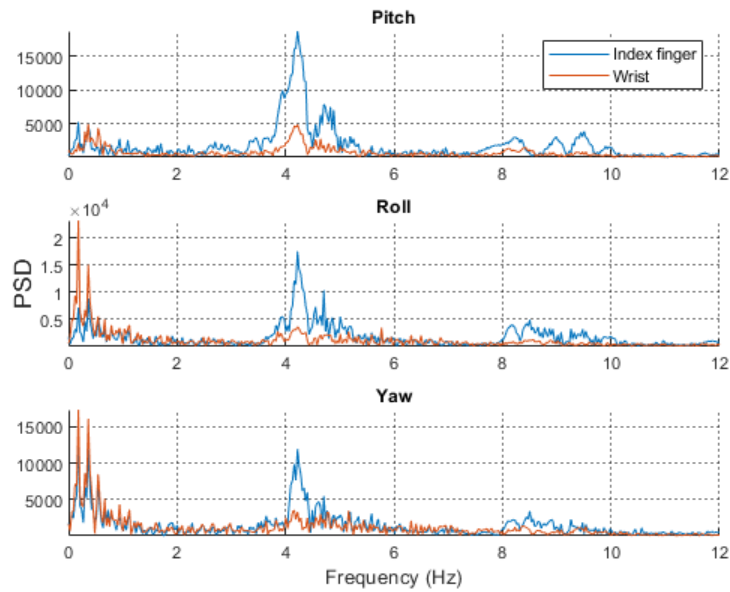 Pitch
15000
10000
5000
Index finger
Wrist
0 2 4 6 8 10 12
× 10⁴
Roll
2
1.5
1
0.5
0 2 4 6 8 10 12
PSD
Yaw
15000
10000
5000
0 2 4 6 8 10 12
Frequency (Hz)